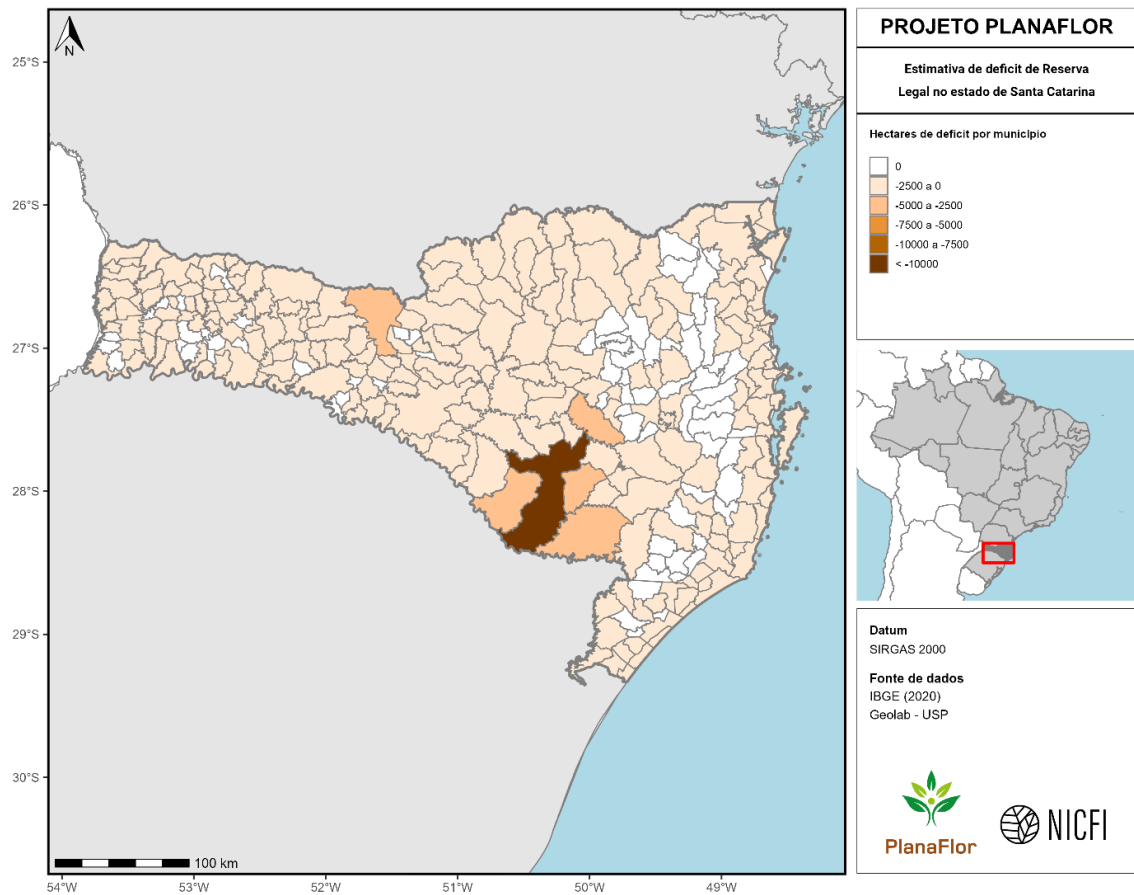 PROJETO PLANAFLOR
Estimativa de deficit de Reserva
Legal no estado de Santa Catarina
Hectares de deficit por município
0
-2500 a 0
-5000 a -2500
-7500 a -5000
-10000 a -7500
< -10000
N
25°S
26°S
27°S
28°S
29°S
30°S
100 km
54°W
53°W
52°W
51°W
50°W
49°W
Datum
SIRGAS 2000
Fonte de dados
IBGE (2020)
Geolab - USP
PlanaFlor
NICFI